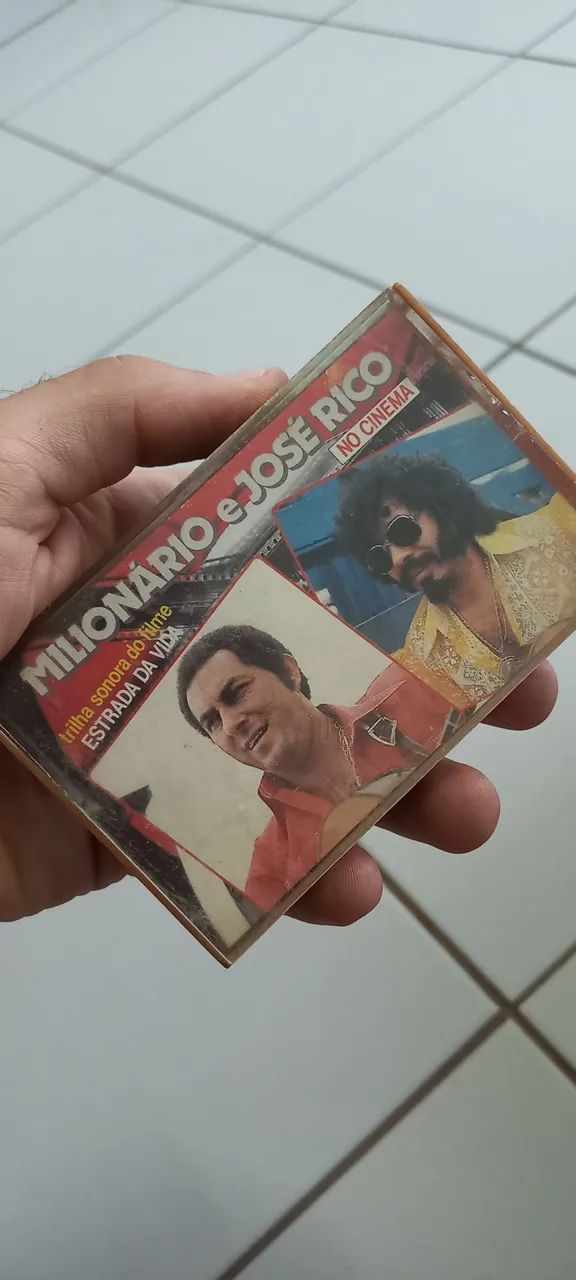 MILIONÁRIO e JOSÉ RICO
NO CINEMA
trilha sonora do filme
ESTRADA DA VIDA